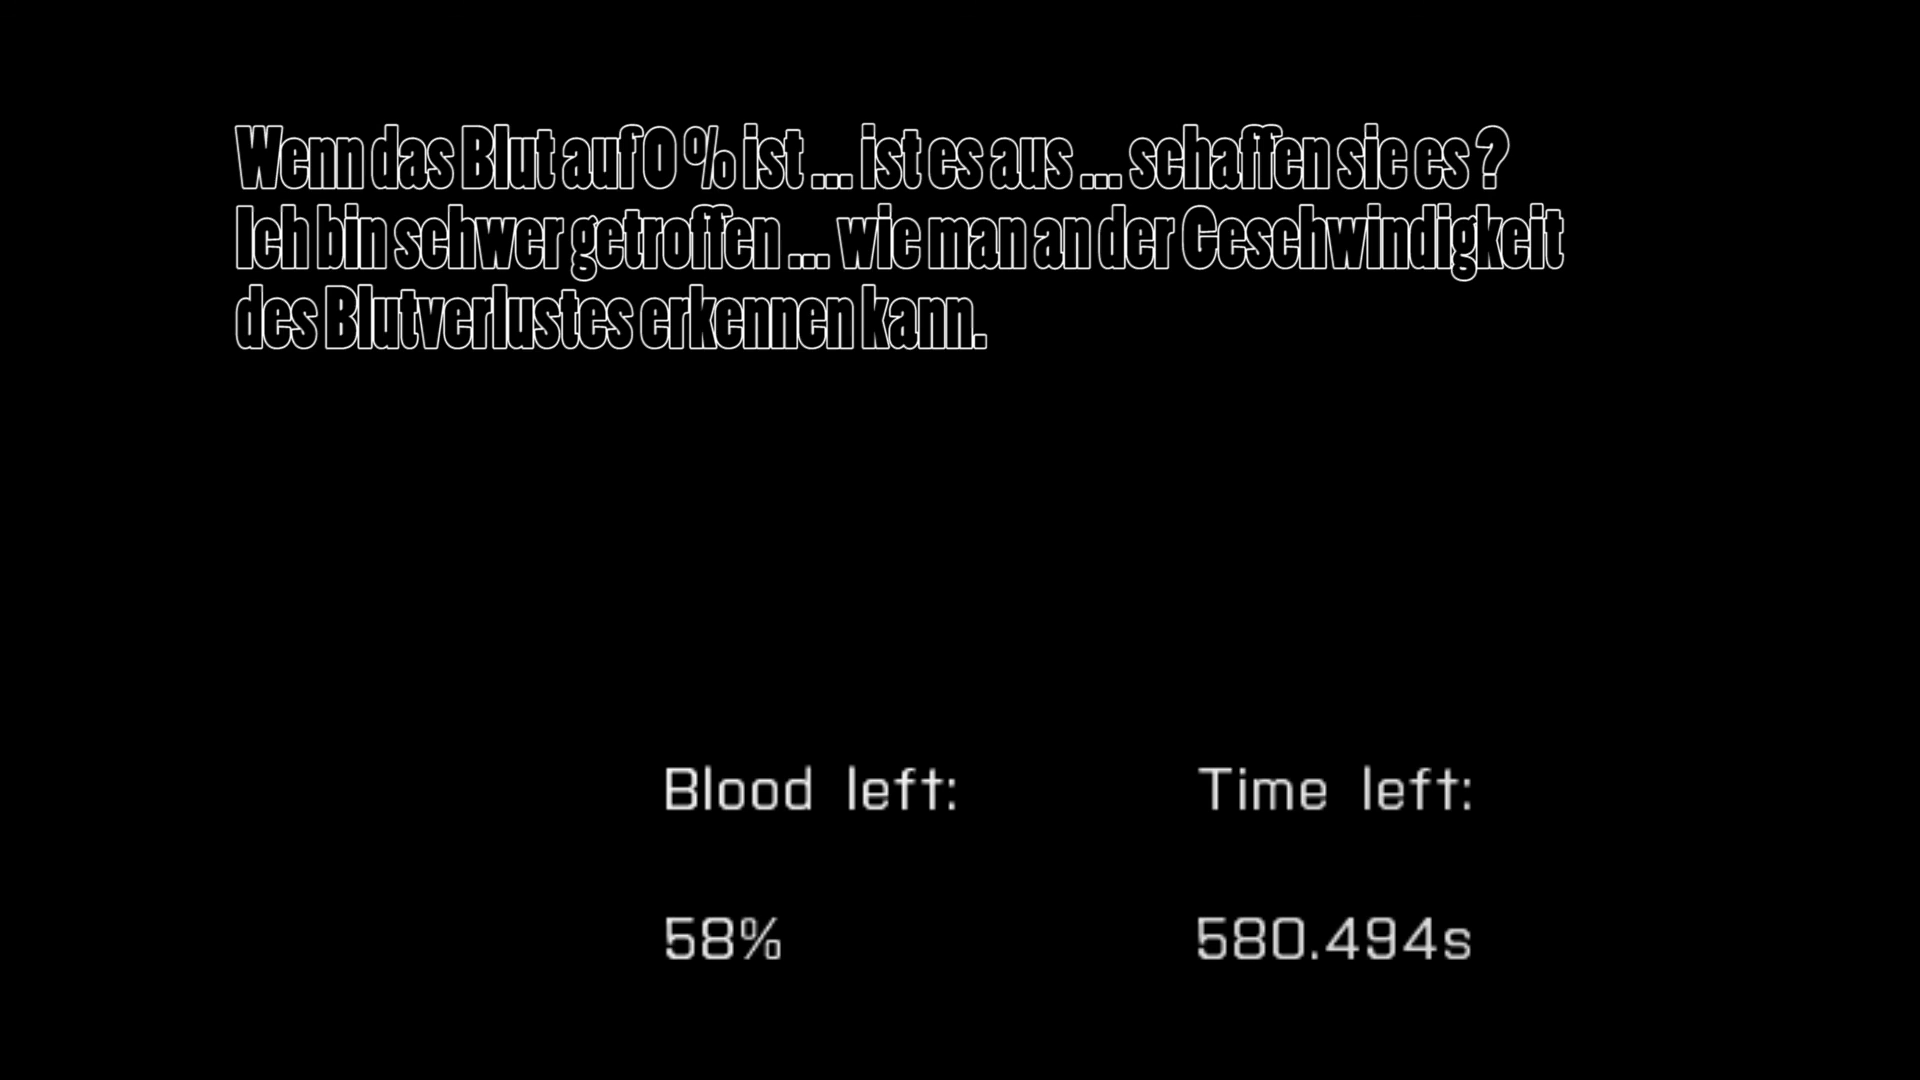 Wenn das Blut auf 0 % ist ... ist es aus ... schaffen sie es ?
Ich bin schwer getroffen ... wie man an der Geschwindigkeit
des Blutverlustes erkennen kann.
Blood left: Time left:
58% 580.494s